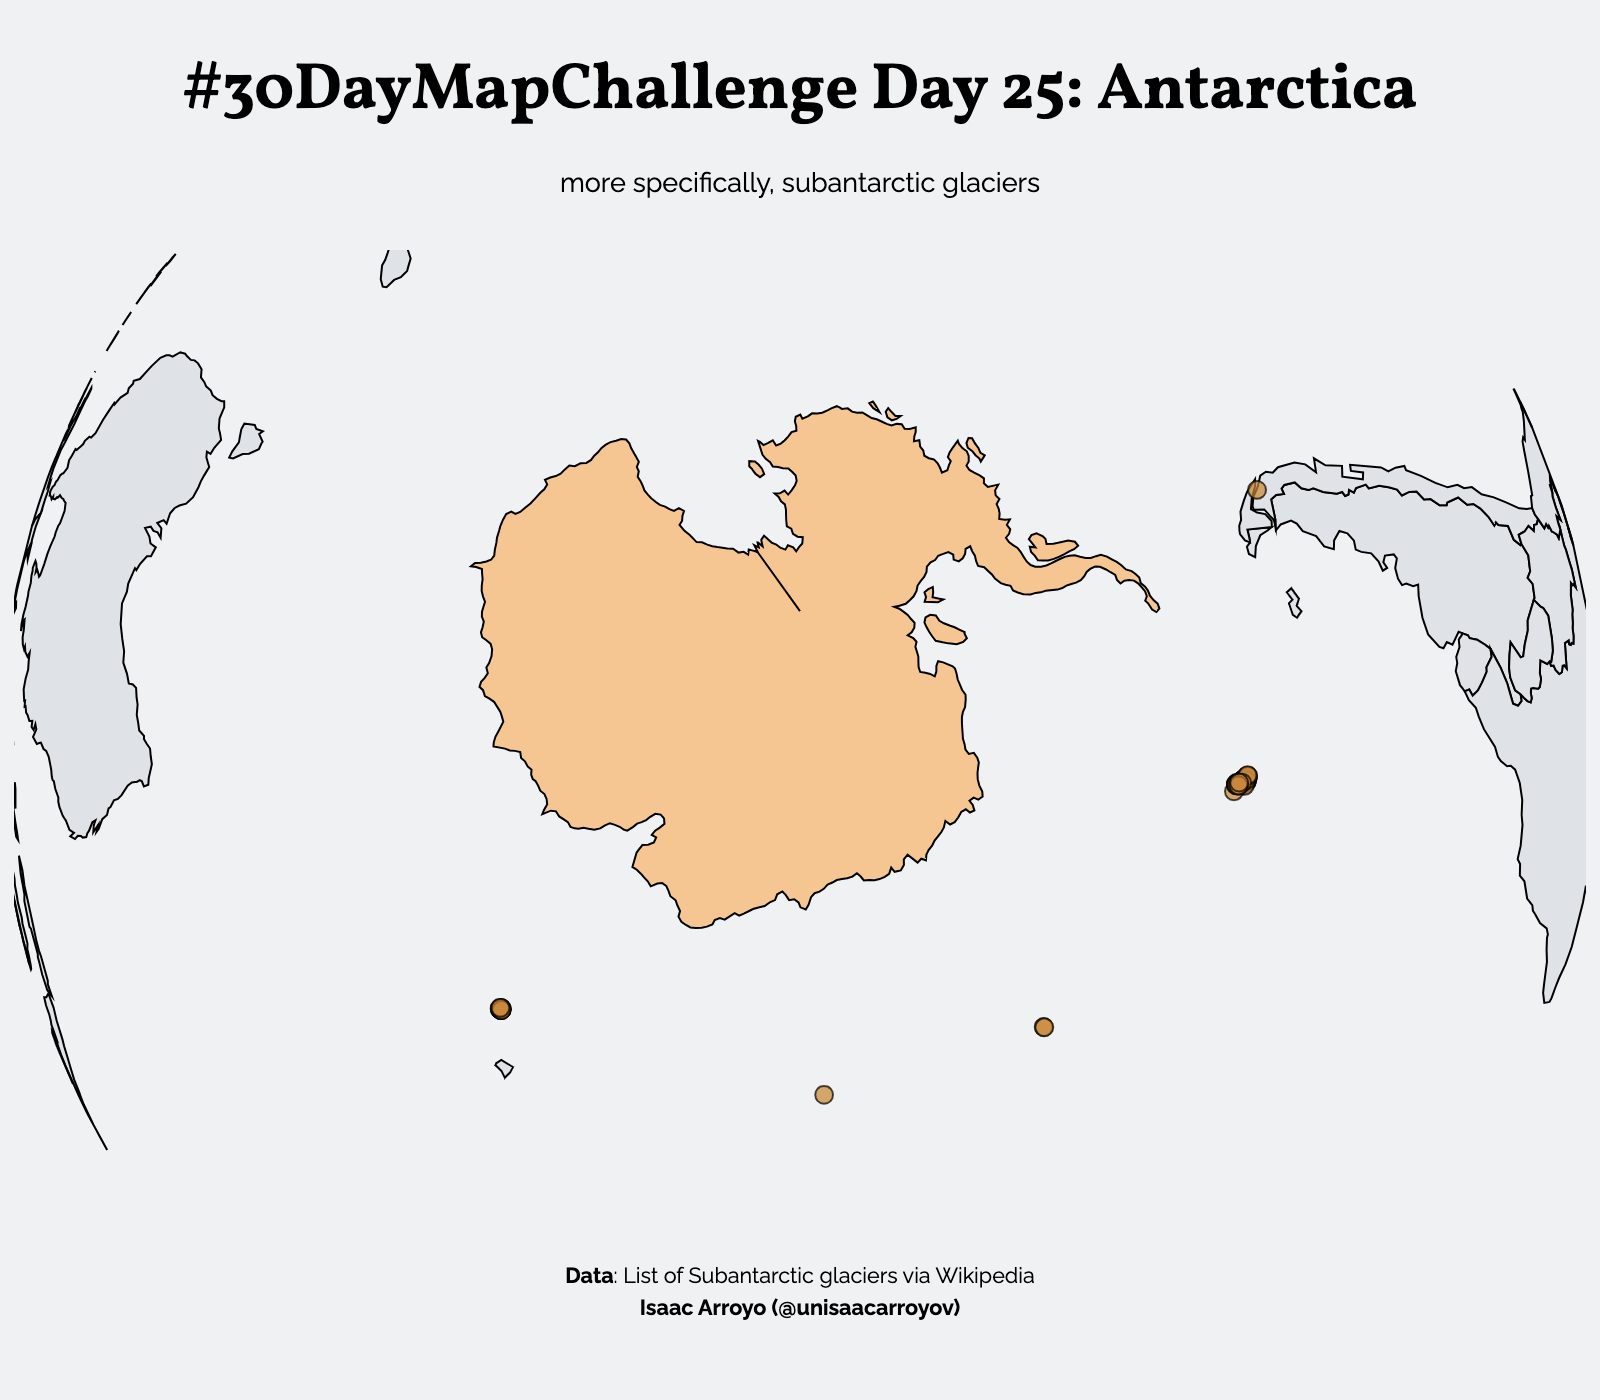 #30DayMapChallenge Day 25: Antarctica
more specifically, subantarctic glaciers
Data: List of Subantarctic glaciers via Wikipedia
Isaac Arroyo (@unisaacarroyov)